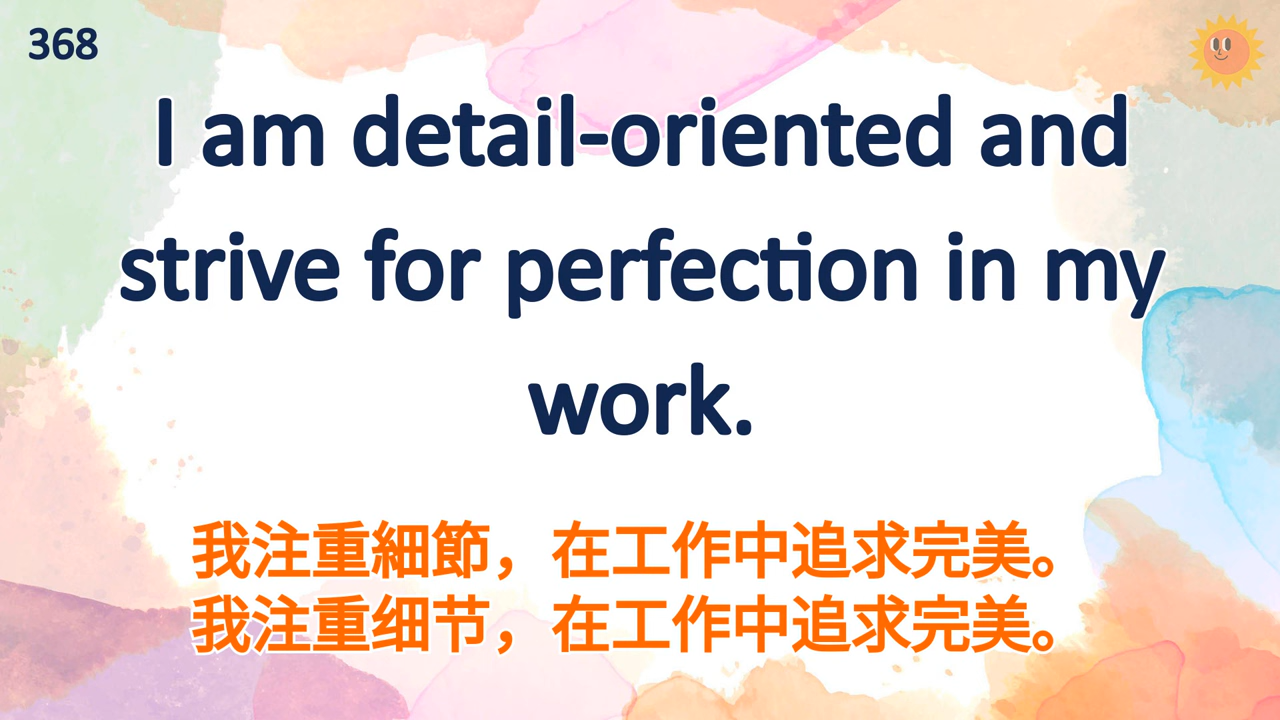 368
I am detail-oriented and
strive for perfection in my
work.
我注重細節，在工作中追求完美。
我注重细节，在工作中追求完美。